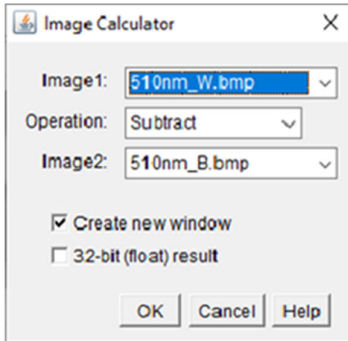 Image Calculator
Image1: 510nm_W.bmp
Operation: Subtract
Image2: 510nm_B.bmp
Create new window
32-bit (float) result
OK Cancel Help